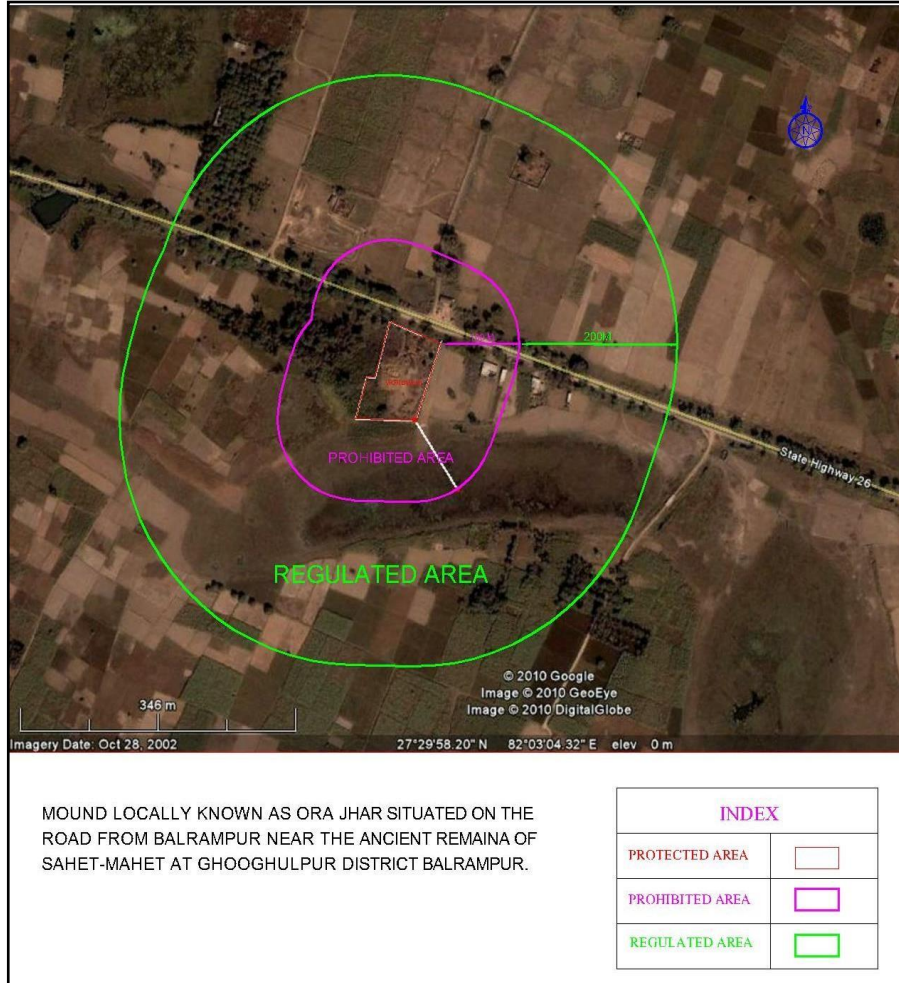 N
200M
PROHIBITED AREA
State Highway 26
REGULATED AREA
© 2010 Google
Image © 2010 GeoEye
Image © 2010 DigitalGlobe
346 m
Imagery Date: Oct 28, 2002 27°29'58.20" N 82°03'04.32" E elev 0 m
MOUND LOCALLY KNOWN AS ORA JHAR SITUATED ON THE
ROAD FROM BALRAMPUR NEAR THE ANCIENT REMAINA OF
SAHET-MAHET AT GHOOGHULPUR DISTRICT BALRAMPUR.
INDEX
PROTECTED AREA
PROHIBITED AREA
REGULATED AREA